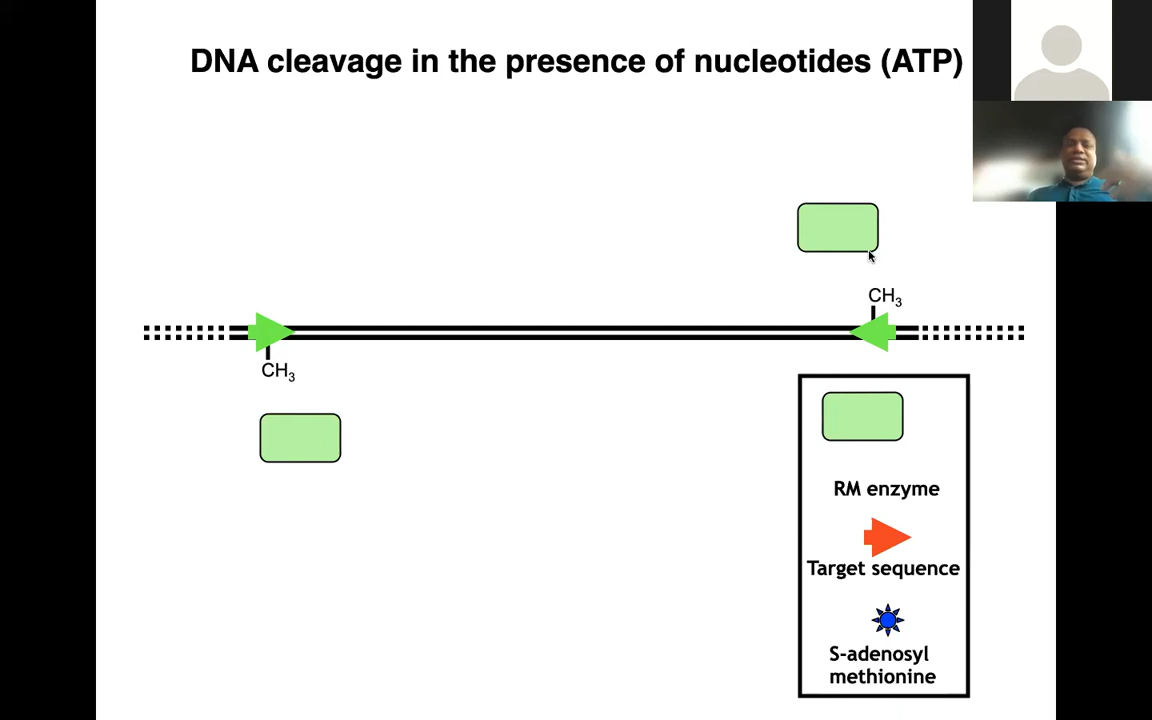 DNA cleavage in the presence of nucleotides (ATP)
CH₃
CH₃
RM enzyme
Target sequence
S-adenosyl
methionine